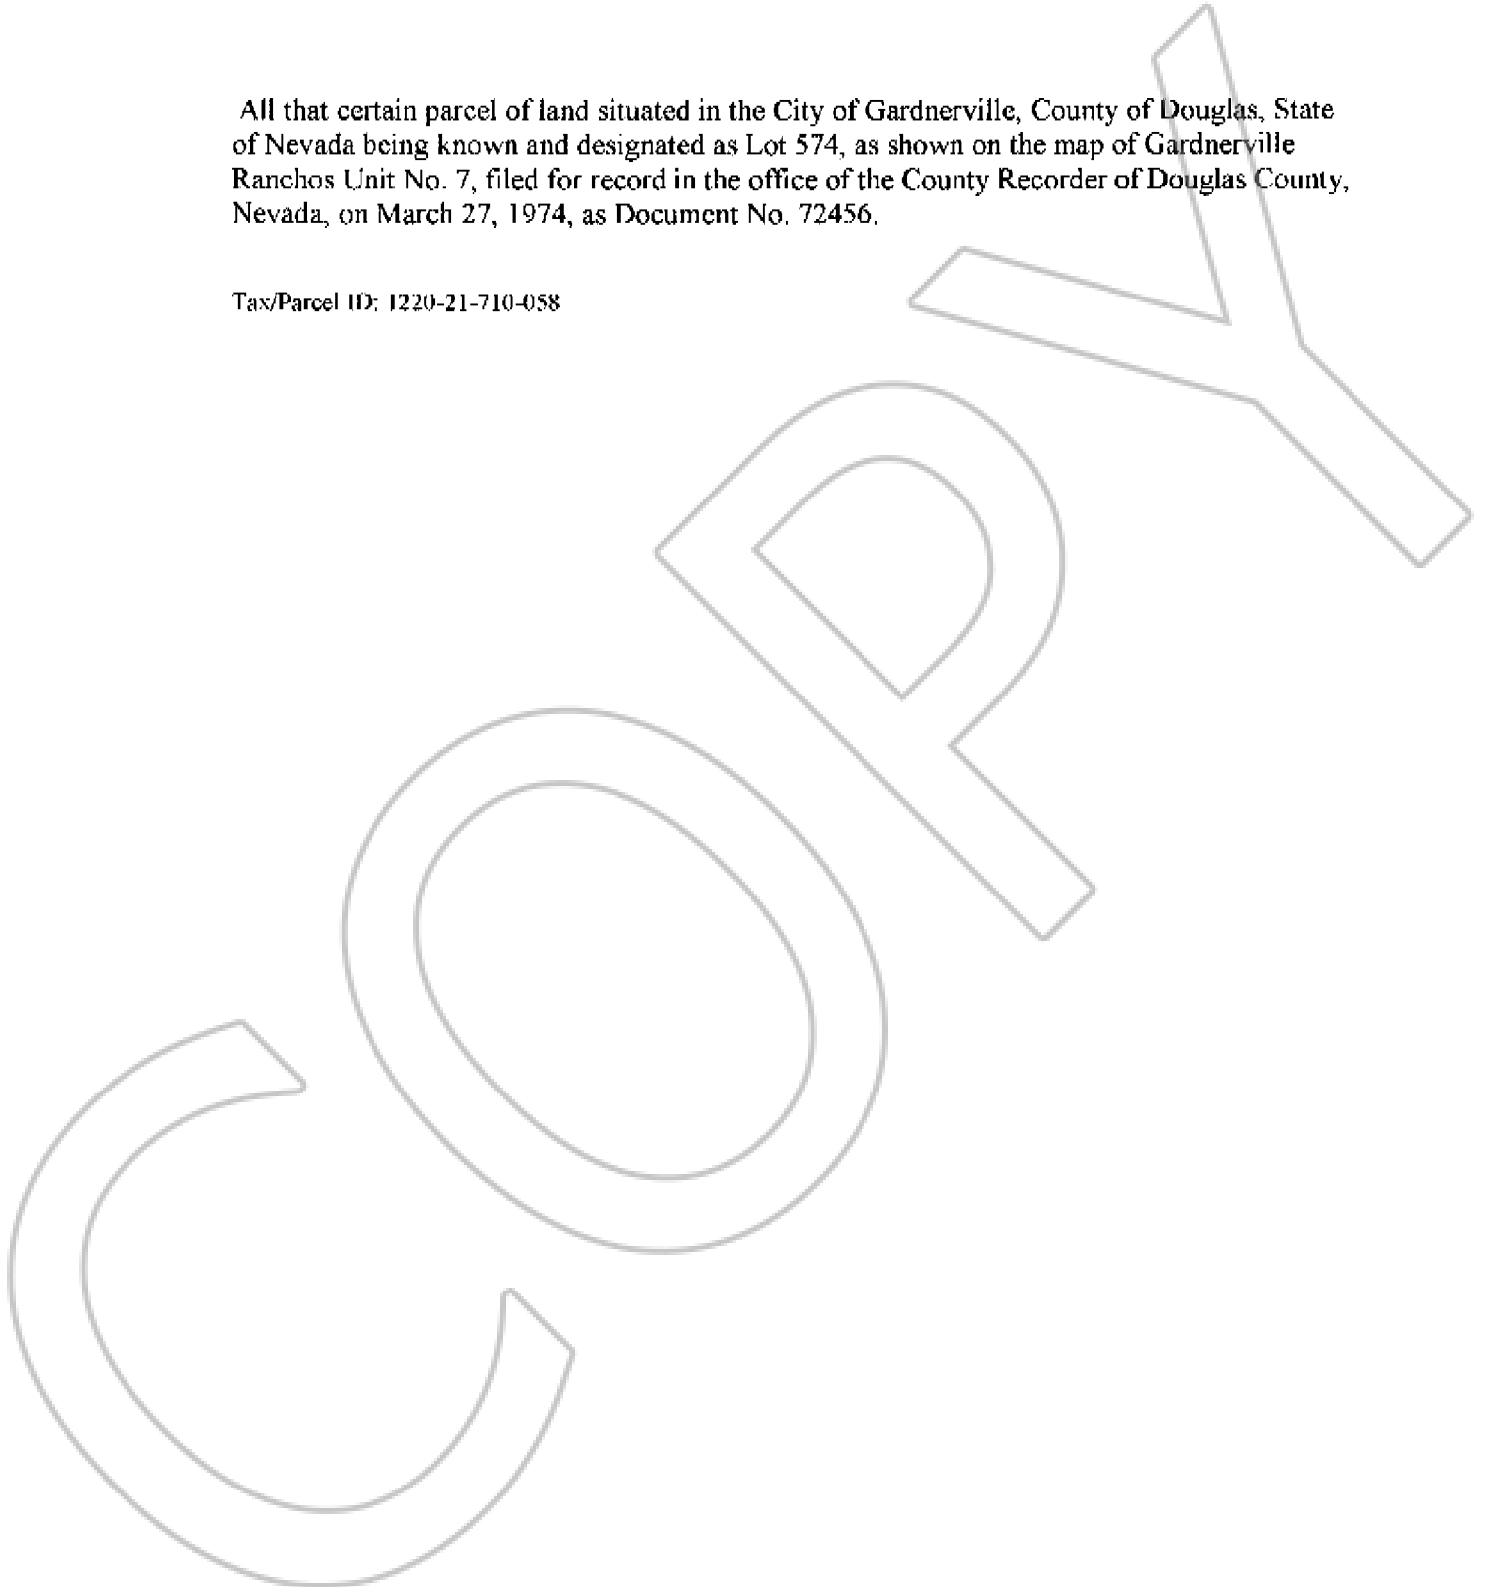 All that certain parcel of land situated in the City of Gardnerville, County of Douglas, State
of Nevada being known and designated as Lot 574, as shown on the map of Gardnerville
Ranchos Unit No. 7, filed for record in the office of the County Recorder of Douglas County,
Nevada, on March 27, 1974, as Document No. 72456.
Tax/Parcel ID: 1220-21-710-058
COPY